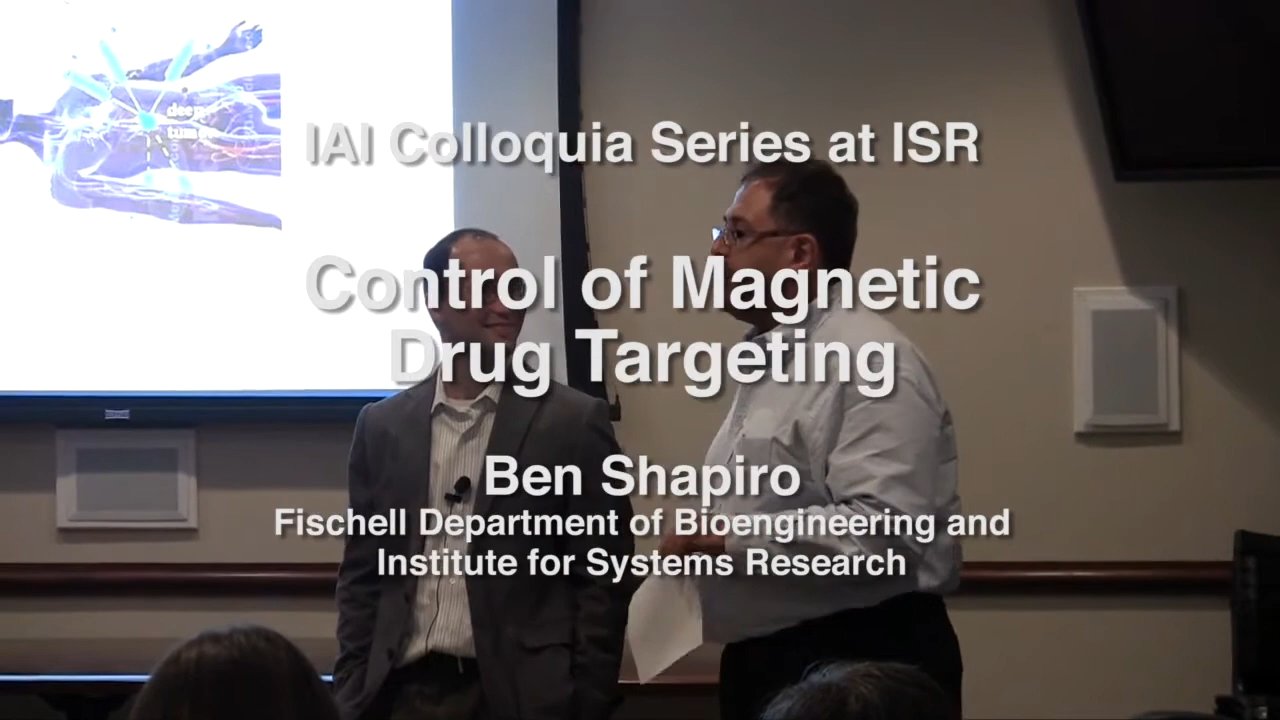 deep
IAI Colloquia Series at ISR
Control of Magnetic
Drug Targeting
Ben Shapiro
Fischell Department of Bioengineering and
Institute for Systems Research